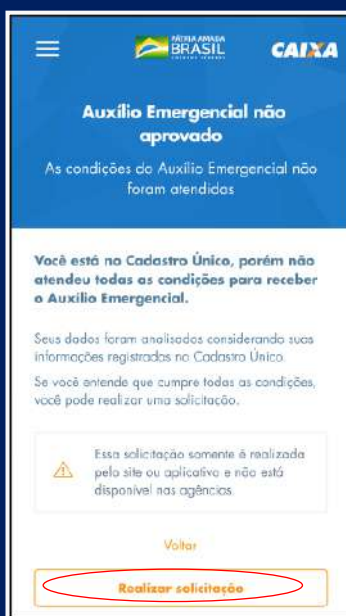 PÁTRIA AMADA
BRASIL
CAIXA
Auxílio Emergencial não
aprovado
As condições do Auxílio Emergencial não
foram atendidas
Você está no Cadastro Único, porém não
atendeu todas as condições para receber
o Auxílio Emergencial.
Seus dados foram analisados considerando suas
informações registradas no Cadastro Único.
Se você entende que cumpre todas as condições,
você pode realizar uma solicitação.
Essa solicitação somente é realizada
pelo site ou aplicativo e não está
disponível nas agências.
Voltar
Realizar solicitação